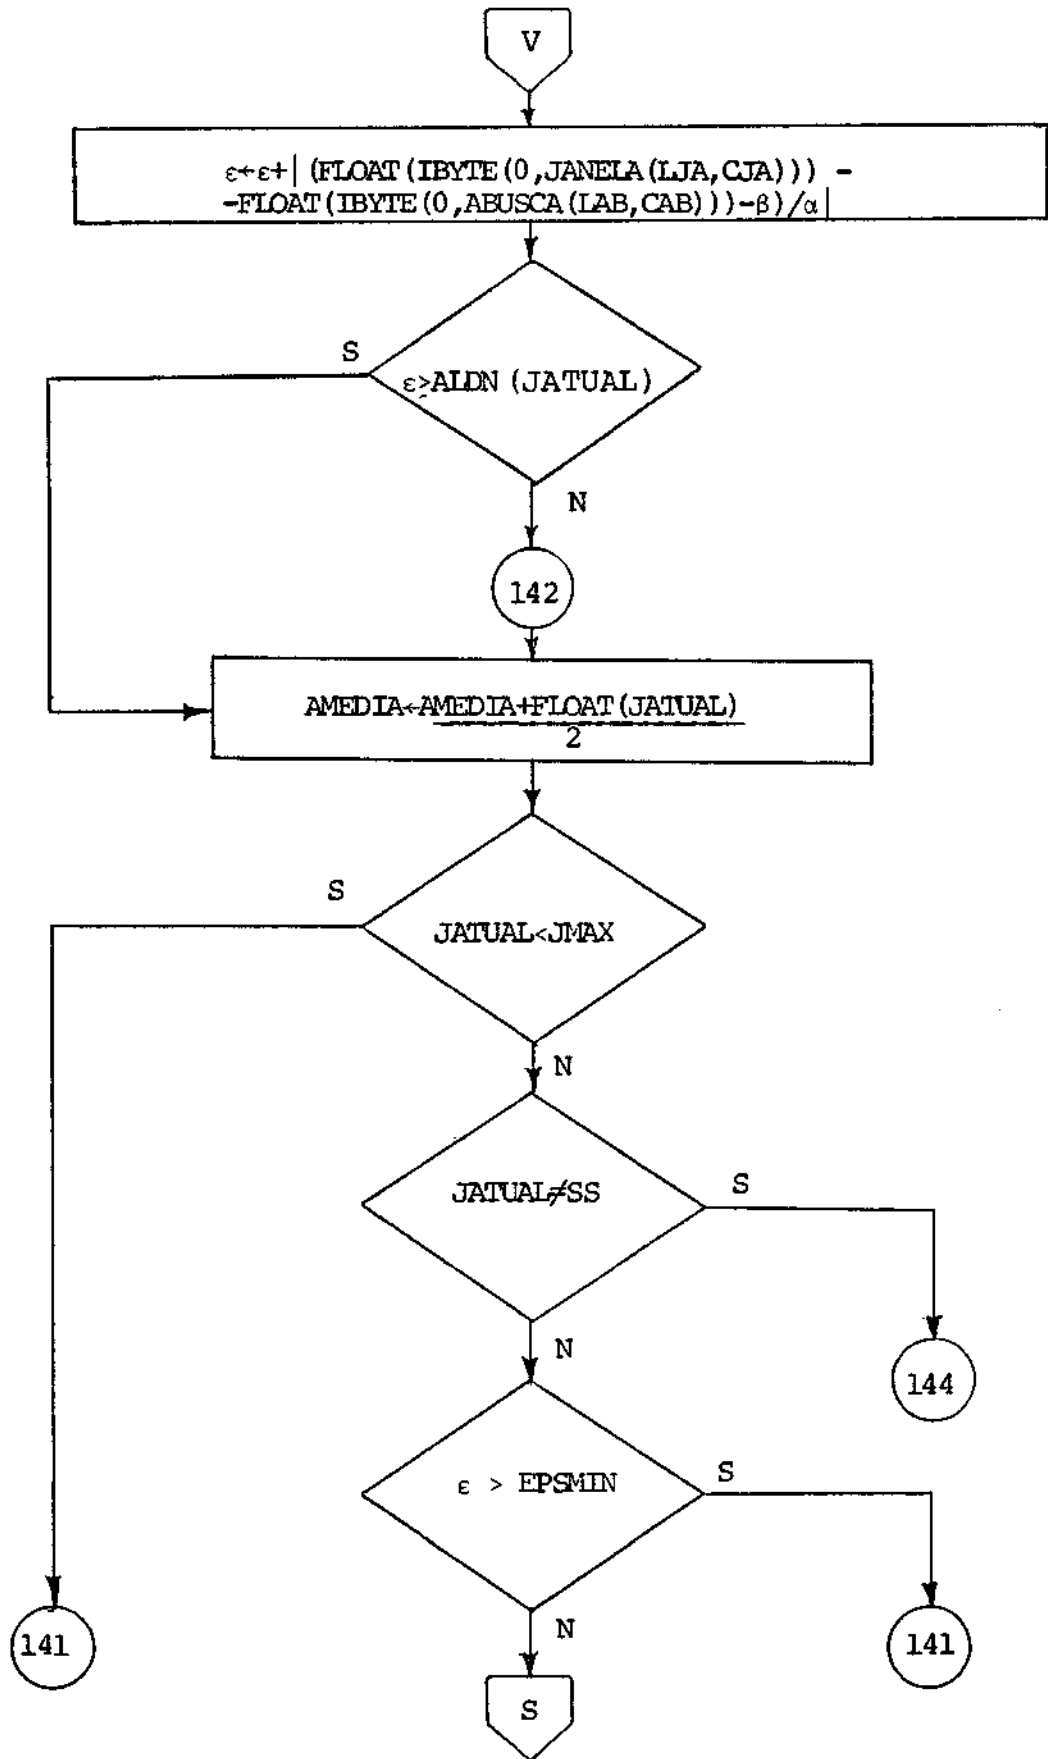 V
ε←ε+|(FLOAT(IBYTE(0,JANELA(LJA,CJA))) -
-FLOAT(IBYTE(0,ABUSCA(LAB,CAB)))-β)/α|
S
ε≥ALDN(JATUAL)
N
142
AMEDIA←AMEDIA+FLOAT(JATUAL)
2
S
JATUAL<JMAX
N
JATUAL≠SS
S
N
144
ε > EPSMIN
S
N
141
141
S